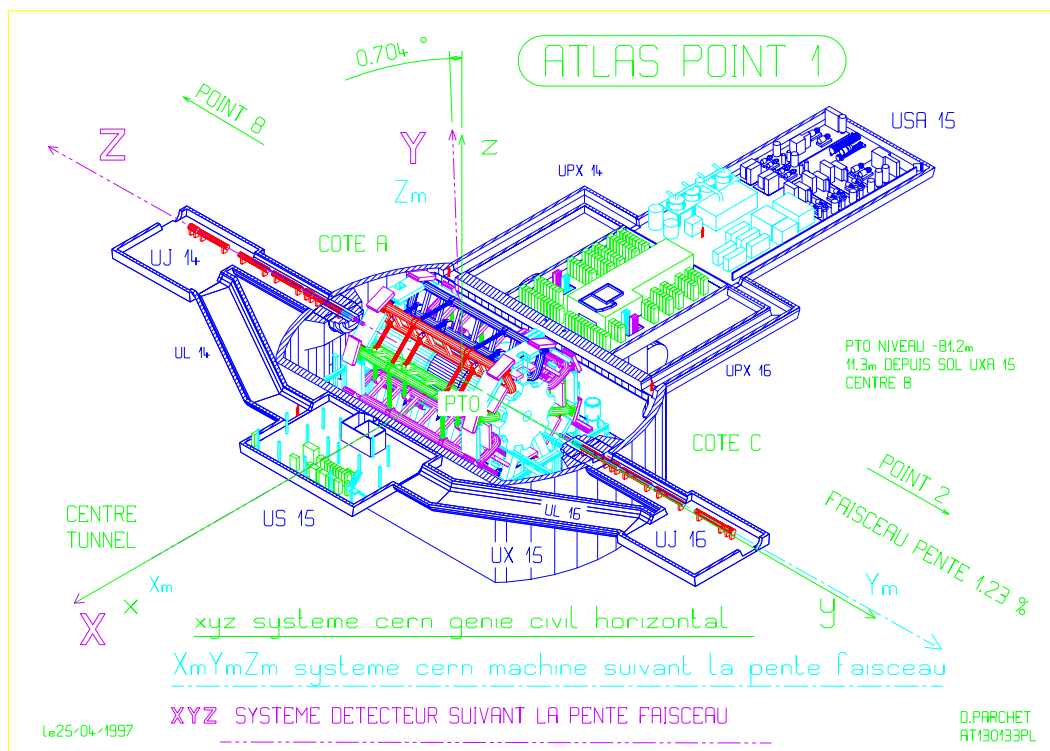 0.704 °
ATLAS POINT 1
POINT 8
Z
Y
z
Zm
USA 15
UPX 14
COTE A
UJ 14
UL 14
PTO NIVEAU -81.2m
11.3m DEPUIS SOL UXA 15
CENTRE B
UPX 16
PTO
COTE C
POINT 2
FAISCEAU PENTE 1.23 %
CENTRE
TUNNEL
US 15
UL 16
UX 15
UJ 16
Xm
x
X
Ym
y
xyz systeme cern genie civil horizontal
XmYmZm systeme cern machine suivant la pente faisceau
XYZ SYSTEME DETECTEUR SUIVANT LA PENTE FAISCEAU
le25/04/1997
D.PARCHET
AT130133PL